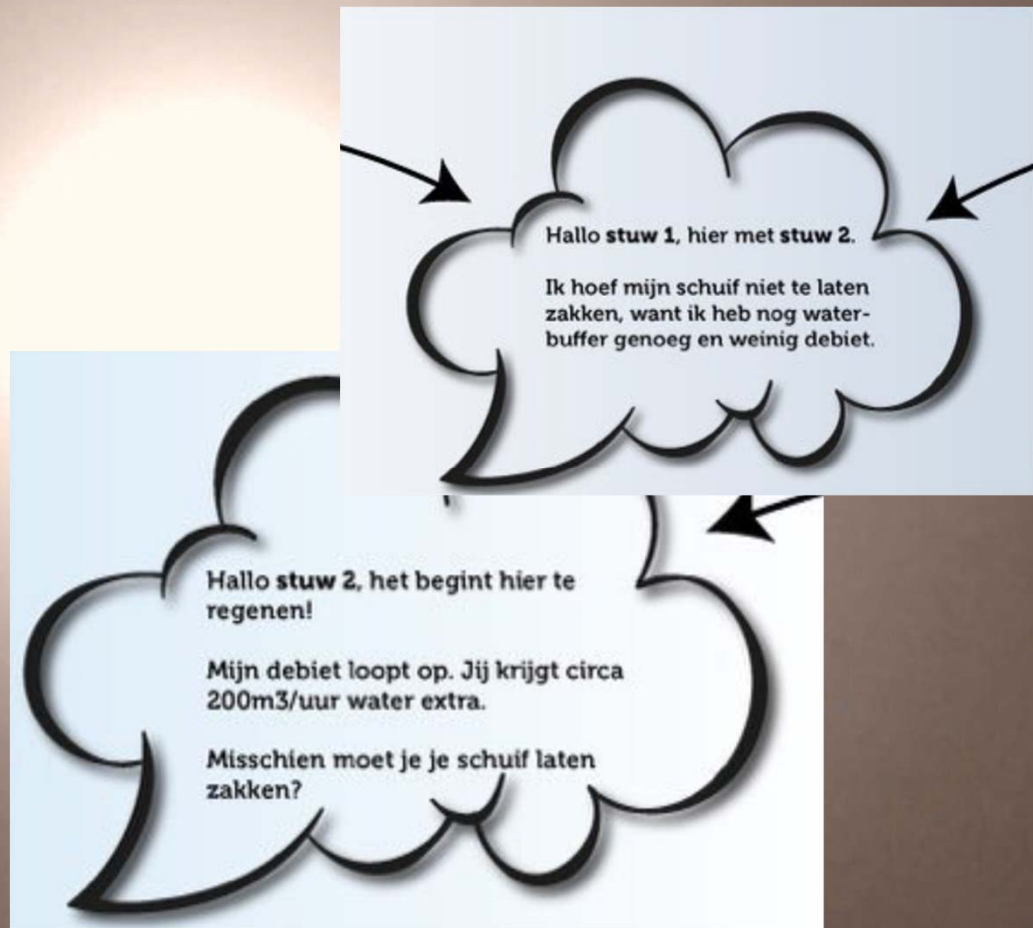 Hallo stuw 1, hier met stuw 2.
Ik hoef mijn schuif niet te laten
zakken, want ik heb nog water-
buffer genoeg en weinig debiet.
Hallo stuw 2, het begint hier te
regenen!
Mijn debiet loopt op. Jij krijgt circa
200m3/uur water extra.
Misschien moet je je schuif laten
zakken?